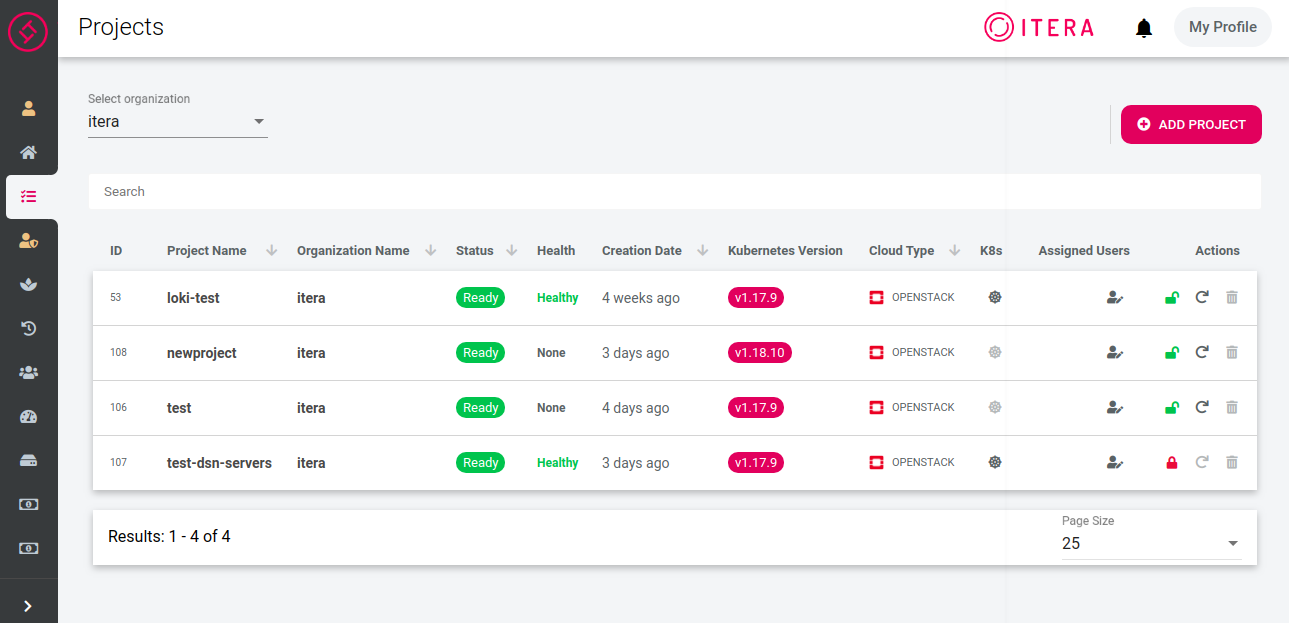 Projects
ITERA
My Profile
Select organization
itera
ADD PROJECT
Search
ID Project Name Organization Name Status Health Creation Date Kubernetes Version Cloud Type K8s Assigned Users Actions
53 loki-test itera Ready Healthy 4 weeks ago v1.17.9 OPENSTACK
108 newproject itera Ready None 3 days ago v1.18.10 OPENSTACK
106 test itera Ready None 4 days ago v1.17.9 OPENSTACK
107 test-dsn-servers itera Ready Healthy 3 days ago v1.17.9 OPENSTACK
Results: 1 - 4 of 4
Page Size
25